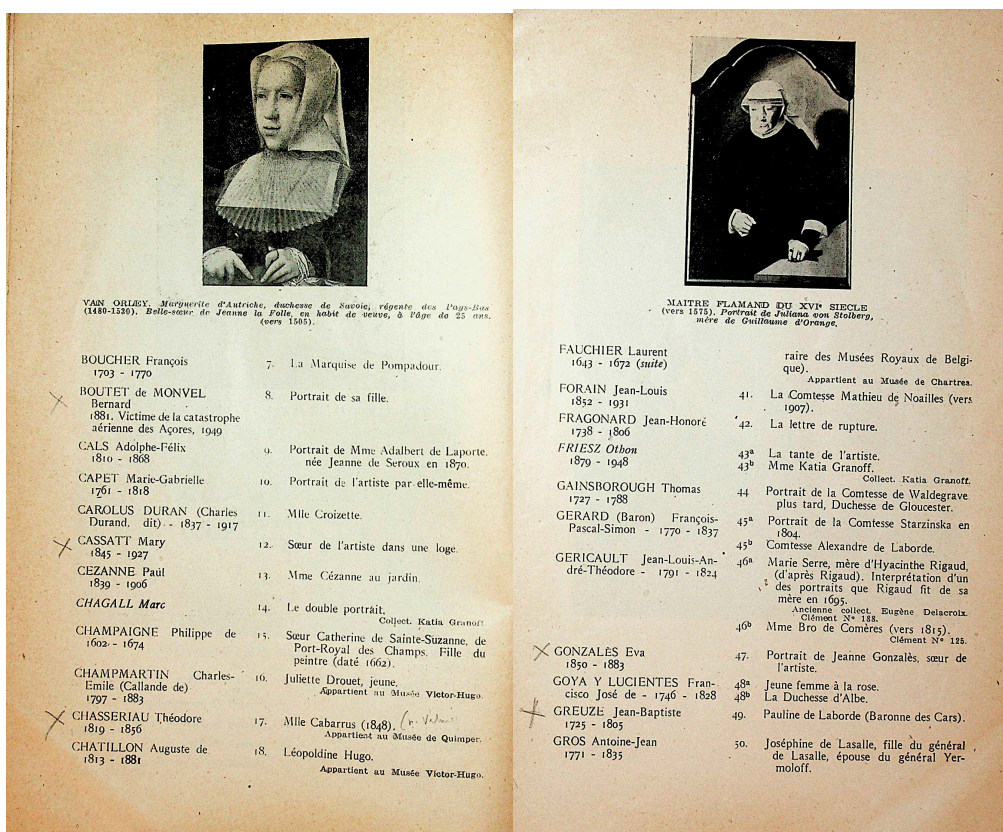 VAN ORLEY. Marguerite d'Autriche, duchesse de Savoie, régente des Pays-Bas
(1480-1530). Belle-sœur de Jeanne la Folle, en habit de veuve, à l'âge de 25 ans.
(vers 1505).
BOUCHER François 7. La Marquise de Pompadour.
1703 - 1770
BOUTET de MONVEL 8. Portrait de sa fille.
Bernard
1881. Victime de la catastrophe
aérienne des Açores, 1949
CALS Adolphe-Félix 9. Portrait de Mme Adalbert de Laporte,
1810 - 1868 née Jeanne de Seroux en 1870.
CAPET Marie-Gabrielle 10. Portrait de l'artiste par elle-même.
1761 - 1818
CAROLUS DURAN (Charles 11. Mlle Croizette.
Durand, dit) - 1837 - 1917
CASSATT Mary 12. Sœur de l'artiste dans une loge.
1845 - 1927
CEZANNE Paul 13. Mme Cézanne au jardin.
1839 - 1906
CHAGALL Marc 14. Le double portrait.
Collect. Katia Granoff.
CHAMPAIGNE Philippe de 15. Sœur Catherine de Sainte-Suzanne, de
1602 - 1674 Port-Royal des Champs. Fille du
peintre (daté 1662).
CHAMPMARTIN Charles- 16. Juliette Drouet, jeune.
Emile (Callande de) Appartient au Musée Victor-Hugo.
1797 - 1883
CHASSERIAU Théodore 17. Mlle Cabarrus (1848).
1819 - 1856 Appartient au Musée de Quimper.
CHATILLON Auguste de 18. Léopoldine Hugo.
1813 - 1881 Appartient au Musée Victor-Hugo.
MAITRE FLAMAND DU XVIe SIECLE
(vers 1575). Portrait de Juliana von Stolberg,
mère de Guillaume d'Orange.
FAUCHIER Laurent raire des Musées Royaux de Belgi-
1643 - 1672 (suite) que).
Appartient au Musée de Chartres.
FORAIN Jean-Louis 41. La Comtesse Mathieu de Noailles (vers
1852 - 1931 1907).
FRAGONARD Jean-Honoré 42. La lettre de rupture.
1738 - 1806
FRIESZ Othon 43a La tante de l'artiste.
1879 - 1948 43b Mme Katia Granoff.
Collect. Katia Granoff.
GAINSBOROUGH Thomas 44 Portrait de la Comtesse de Waldegrave
1727 - 1788 plus tard, Duchesse de Gloucester.
GERARD (Baron) François- 45a Portrait de la Comtesse Starzinska en
Pascal-Simon - 1770 - 1837 1804.
45b Comtesse Alexandre de Laborde.
GERICAULT Jean-Louis-An- 46a Marie Serre, mère d'Hyacinthe Rigaud,
dré-Théodore - 1791 - 1824 (d'après Rigaud). Interprétation d'un
des portraits que Rigaud fit de sa
mère en 1695.
Ancienne collect. Eugène Delacroix.
Clément N° 188.
46b Mme Bro de Comères (vers 1815).
Clément N° 125.
GONZALÈS Eva 47. Portrait de Jeanne Gonzalès, sœur de
1850 - 1883 l'artiste.
GOYA Y LUCIENTES Fran- 48a Jeune femme à la rose.
cisco José de - 1746 - 1828 48b La Duchesse d'Albe.
GREUZE Jean-Baptiste 49. Pauline de Laborde (Baronne des Cars).
1725 - 1805
GROS Antoine-Jean 50. Joséphine de Lasalle, fille du général
1771 - 1835 de Lasalle, épouse du général Yer-
moloff.